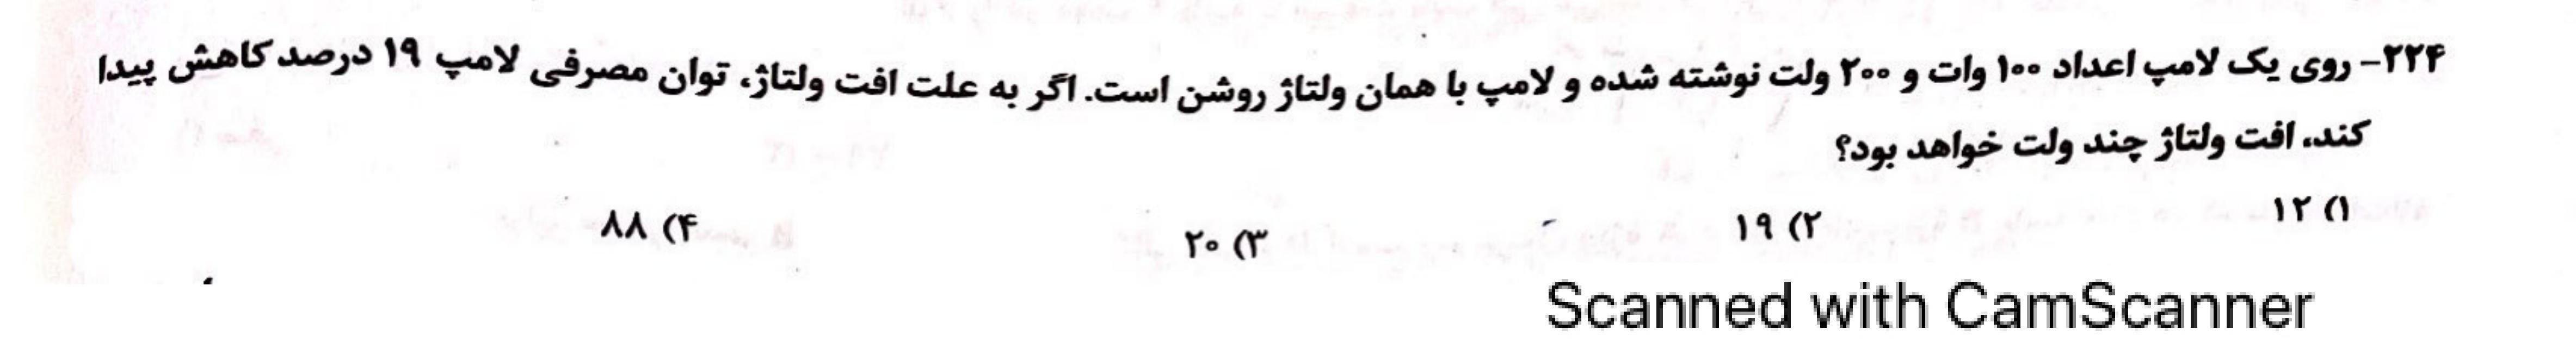 ۲۲۴- روی یک لامپ اعداد ۱۰۰ وات و ۲۰۰ ولت نوشته شده و لامپ با همان ولتاژ روشن است. اگر به علت افت ولتاژ، توان مصرفی لامپ ۱۹ درصد کاهش پیدا
کند، افت ولتاژ چند ولت خواهد بود؟
۱) ۱۲ ۲) ۱۹ ۳) ۲۰ ۴) ۸۸
Scanned with CamScanner